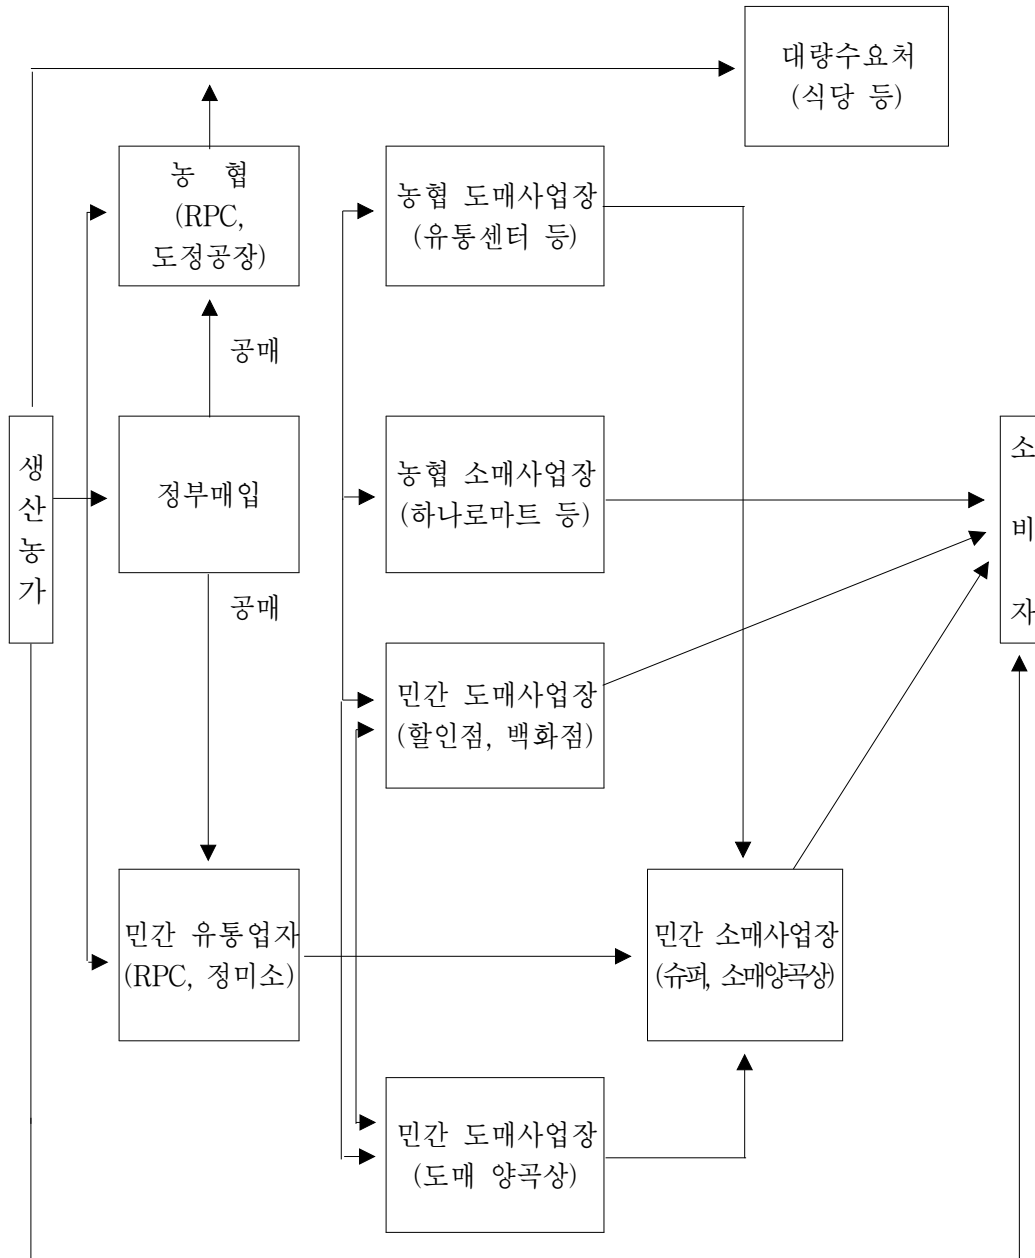 대량수요처
(식당 등)
농 협
(RPC,
도정공장)
농협 도매사업장
(유통센터 등)
공매
생
산
농
가
정부매입
농협 소매사업장
(하나로마트 등)
소
비
자
공매
민간 도매사업장
(할인점, 백화점)
민간 유통업자
(RPC, 정미소)
민간 소매사업장
(슈퍼, 소매양곡상)
민간 도매사업장
(도매 양곡상)